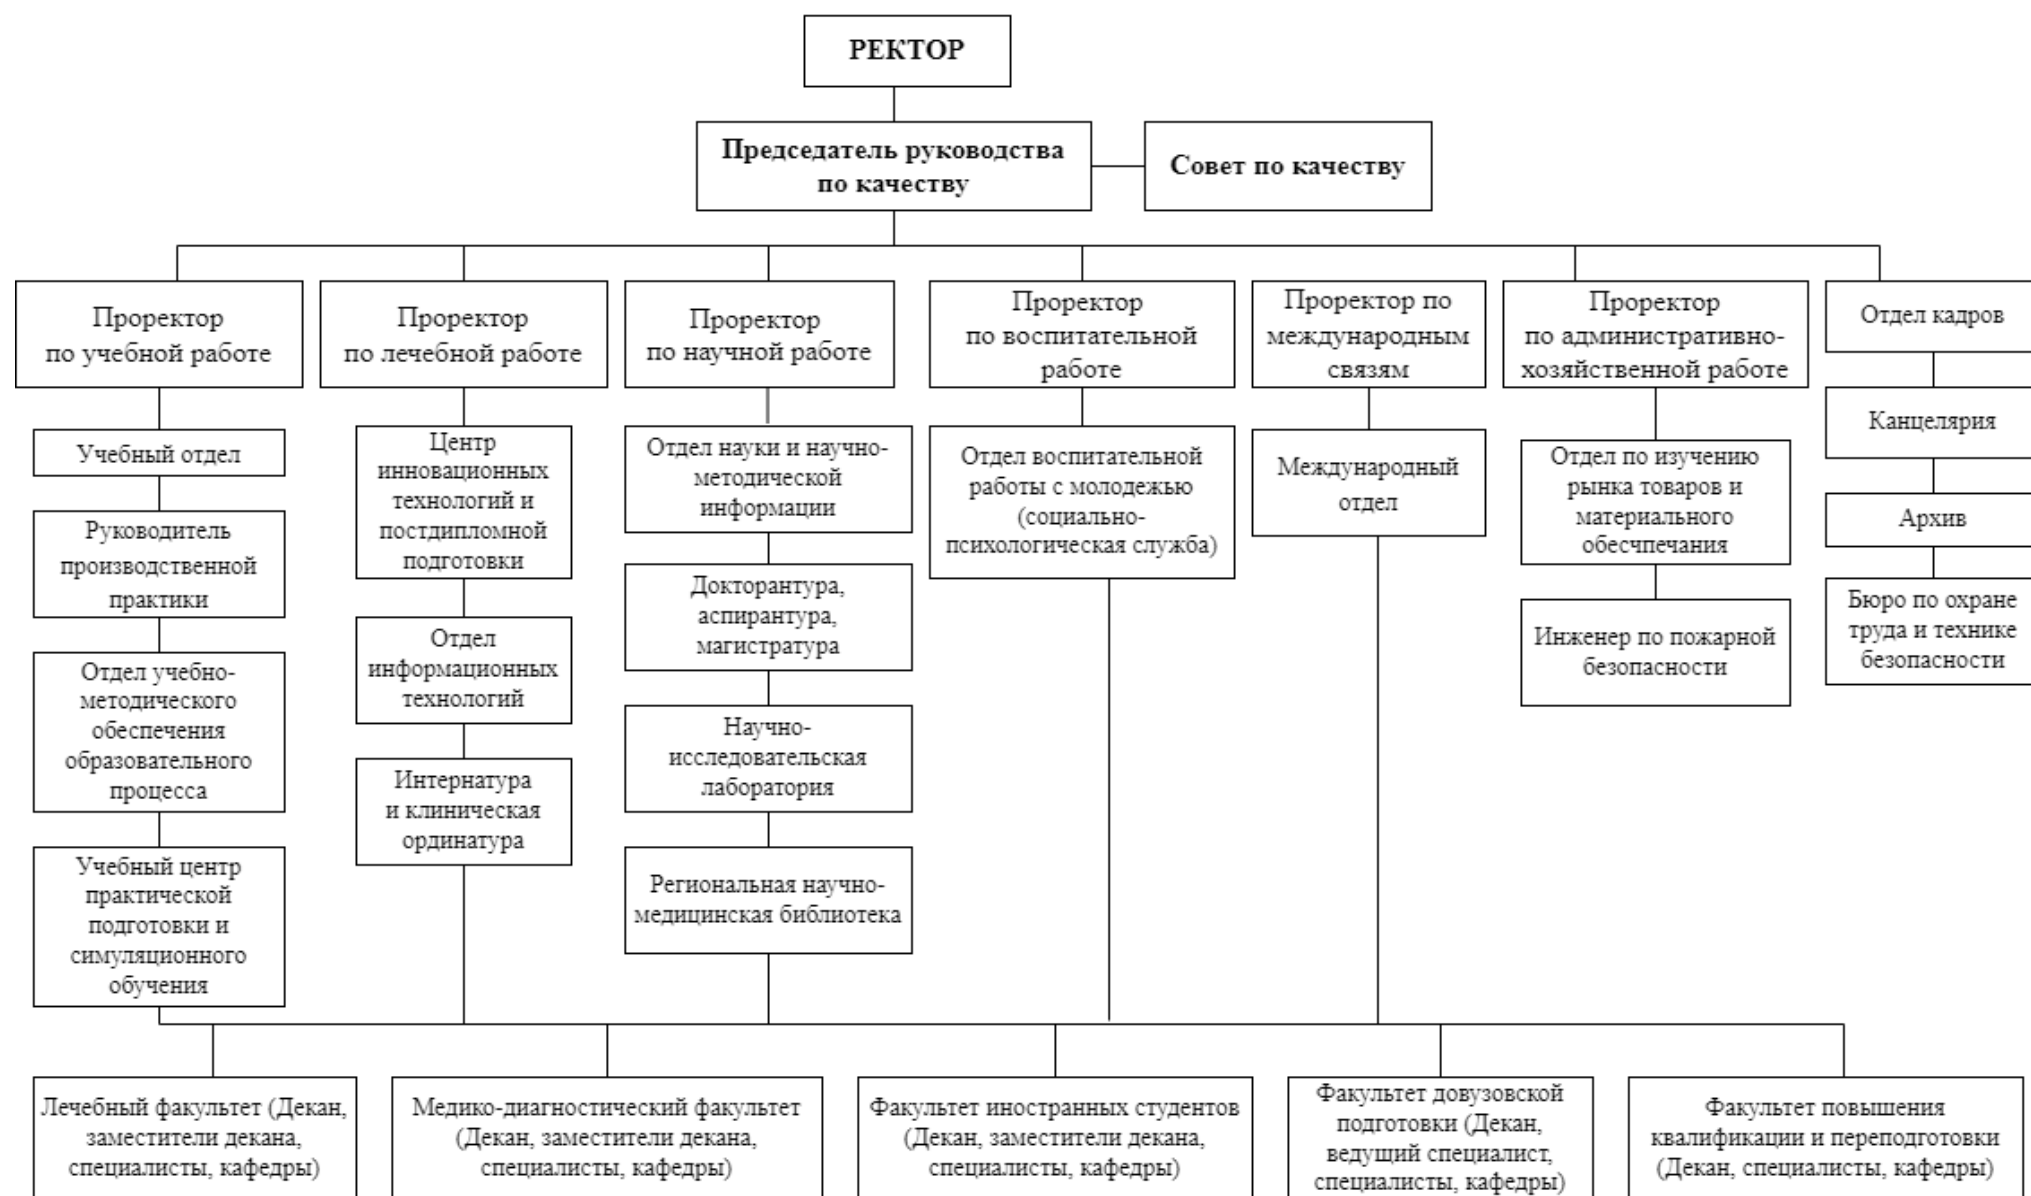 РЕКТОР
Председатель руководства
по качеству
Совет по качеству
Проректор
по учебной работе
Проректор
по лечебной работе
Проректор
по научной работе
Проректор
по воспитательной
работе
Проректор по
международным
связям
Проректор
по административно-
хозяйственной работе
Отдел кадров
Учебный отдел
Руководитель
производственной
практики
Отдел учебно-
методического
обеспечения
образовательного
процесса
Учебный центр
практической
подготовки и
симуляционного
обучения
Центр
инновационных
технологий и
постдипломной
подготовки
Отдел
информационных
технологий
Интернатура
и клиническая
ординатура
Отдел науки и научно-
методической
информации
Докторантура,
аспирантура,
магистратура
Научно-
исследовательская
лаборатория
Региональная научно-
медицинская библиотека
Отдел воспитательной
работы с молодежью
(социально-
психологическая служба)
Международный
отдел
Отдел по изучению
рынка товаров и
материального
обесчпечания
Инженер по пожарной
безопасности
Канцелярия
Архив
Бюро по охране
труда и технике
безопасности
Лечебный факультет (Декан,
заместители декана,
специалисты, кафедры)
Медико-диагностический факультет
(Декан, заместители декана,
специалисты, кафедры)
Факультет иностранных студентов
(Декан, заместители декана,
специалисты, кафедры)
Факультет довузовской
подготовки (Декан,
ведущий специалист,
специалисты, кафедры)
Факультет повышения
квалификации и переподготовки
(Декан, специалисты, кафедры)